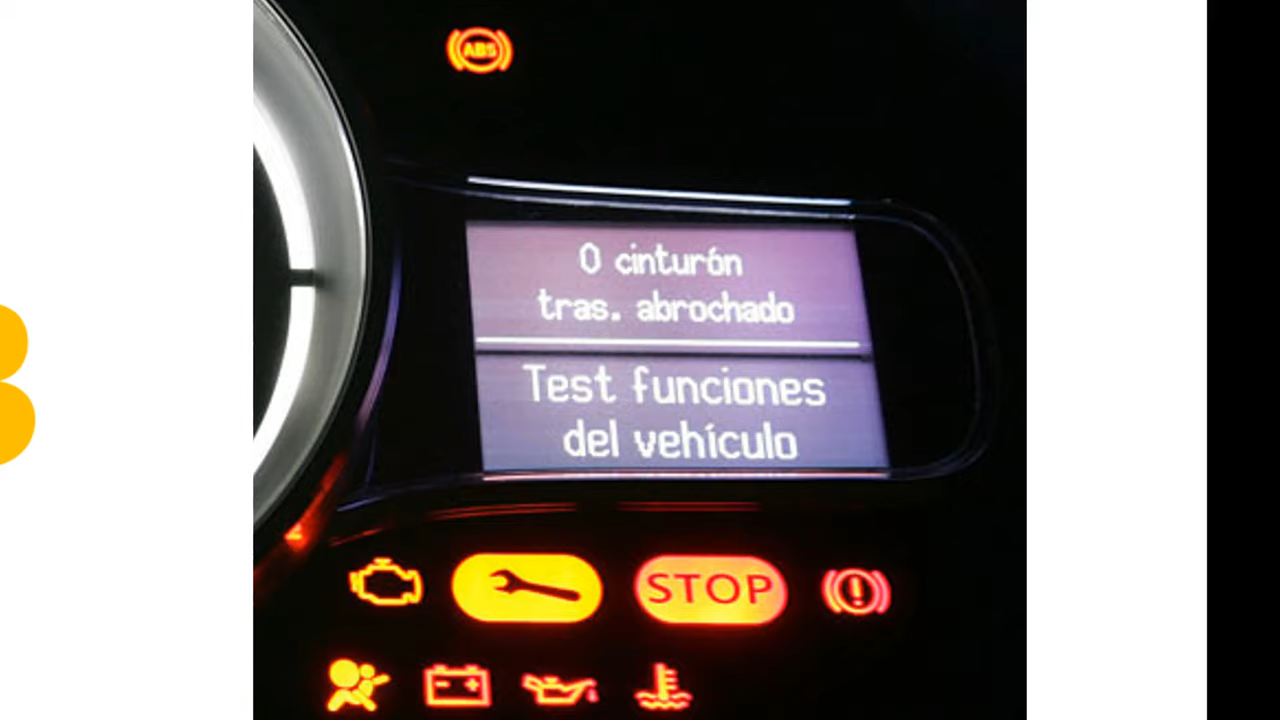 ABS
0 cinturón
tras. abrochado
Test funciones
del vehículo
STOP